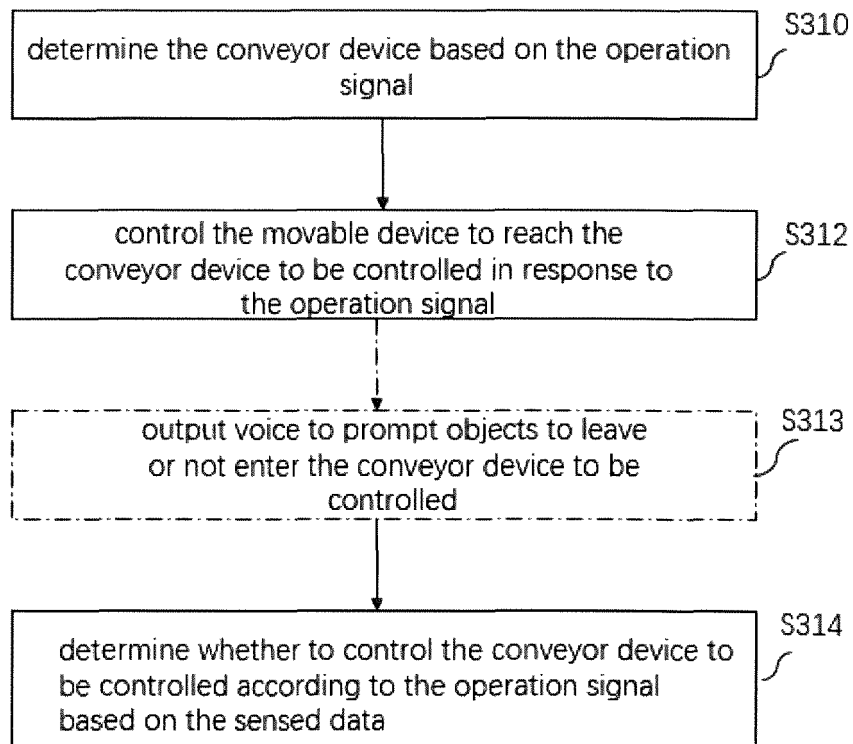 S310
determine the conveyor device based on the operation
signal
S312
control the movable device to reach the
conveyor device to be controlled in response to
the operation signal
S313
output voice to prompt objects to leave
or not enter the conveyor device to be
controlled
S314
determine whether to control the conveyor device to
be controlled according to the operation signal
based on the sensed data